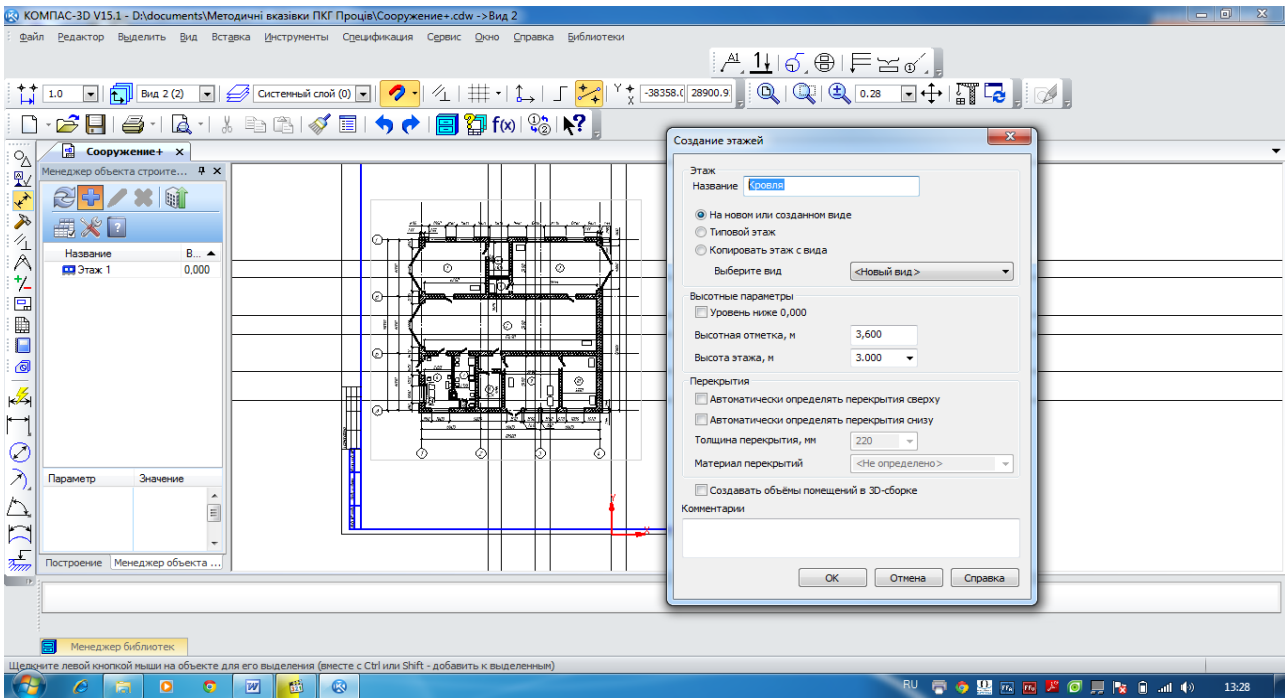 КОМПАС-3D V15.1 - D:\documents\Методичні вказівки ПКГ Проців\Сооружение+.cdw ->Вид 2
Файл Редактор Выделить Вид Вставка Инструменты Спецификация Сервис Окно Справка Библиотеки
1.0 Вид 2 (2) Системный слой (0) -38358.( 28900.9 0.28
f(x)
Сооружение+
Менеджер объекта строите...
Название В...
Этаж 1 0,000
Параметр Значение
Построение Менеджер объекта ...
Создание этажей
Этаж
Название Кровля
На новом или созданном виде
Типовой этаж
Копировать этаж с вида
Выберите вид <Новый вид>
Высотные параметры
Уровень ниже 0,000
Высотная отметка, м 3,600
Высота этажа, м 3.000
Перекрытия
Автоматически определять перекрытия сверху
Автоматически определять перекрытия снизу
Толщина перекрытия, мм 220
Материал перекрытий <Не определено>
Создавать объёмы помещений в 3D-сборке
Комментарии
OK Отмена Справка
Менеджер библиотек
Щелкните левой кнопкой мыши на объекте для его выделения (вместе с Ctrl или Shift - добавить к выделенным)
RU 13:28